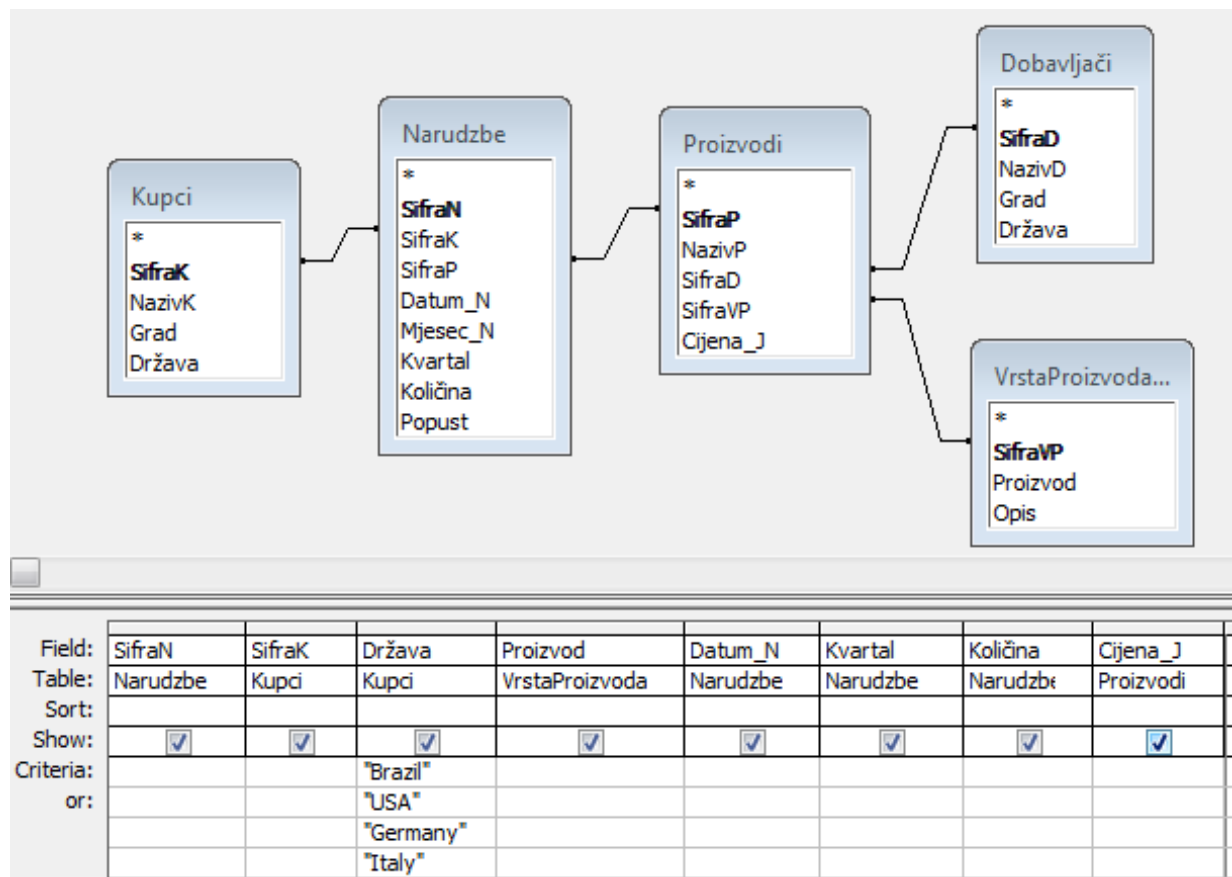 Kupci
*
SifraK
NazivK
Grad
Država
Narudzbe
*
SifraN
SifraK
SifraP
Datum_N
Mjesec_N
Kvartal
Količina
Popust
Proizvodi
*
SifraP
NazivP
SifraD
SifraVP
Cijena_J
Dobavljači
*
SifraD
NazivD
Grad
Država
VrstaProizvoda...
*
SifraVP
Proizvod
Opis
Field: SifraN SifraK Država Proizvod Datum_N Kvartal Količina Cijena_J
Table: Narudzbe Kupci Kupci VrstaProizvoda Narudzbe Narudzbe Narudzbe Proizvodi
Sort:
Show:
Criteria: "Brazil"
or: "USA"
"Germany"
"Italy"